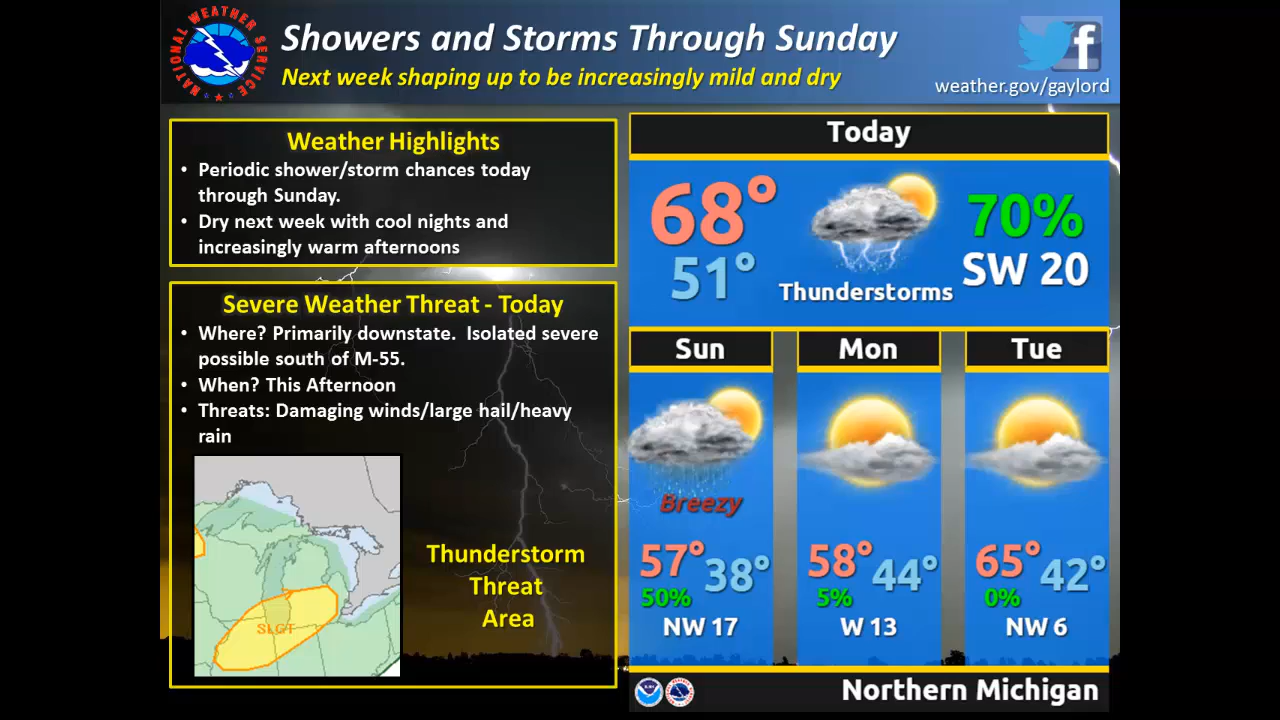 NATIONAL WEATHER SERVICE
Showers and Storms Through Sunday
Next week shaping up to be increasingly mild and dry
f
weather.gov/gaylord
Weather Highlights
• Periodic shower/storm chances today
through Sunday.
• Dry next week with cool nights and
increasingly warm afternoons
Severe Weather Threat - Today
• Where? Primarily downstate.  Isolated severe
possible south of M-55.
• When? This Afternoon
• Threats: Damaging winds/large hail/heavy
rain
SLGT
Thunderstorm
Threat
Area
Today
68°
51°
Thunderstorms
70%
SW 20
Sun
Breezy
57° 38°
50%
NW 17
Mon
58° 44°
5%
W 13
Tue
65° 42°
0%
NW 6
Northern Michigan